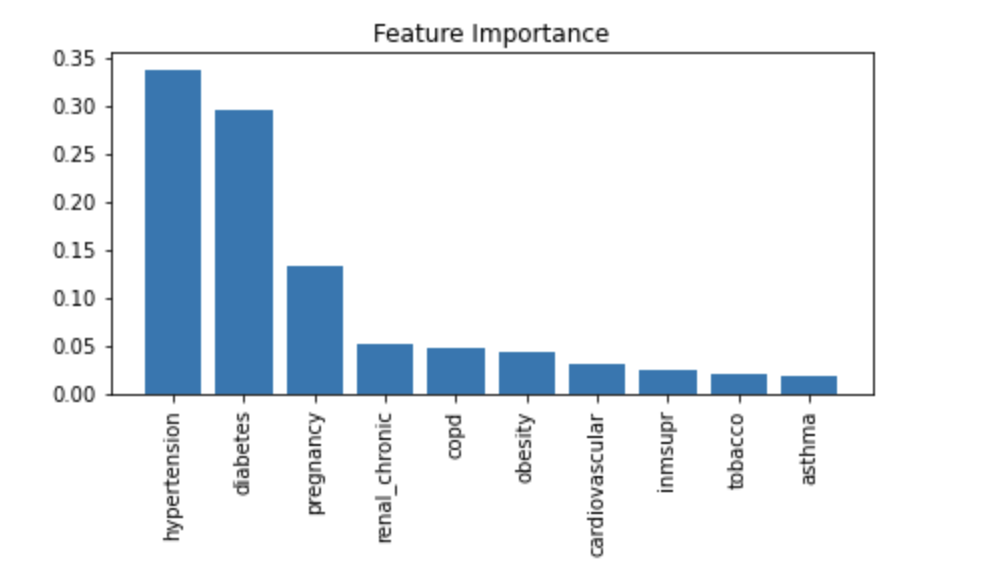 Feature Importance
0.35
0.30
0.25
0.20
0.15
0.10
0.05
0.00
hypertension
diabetes
pregnancy
renal_chronic
copd
obesity
cardiovascular
inmsupr
tobacco
asthma